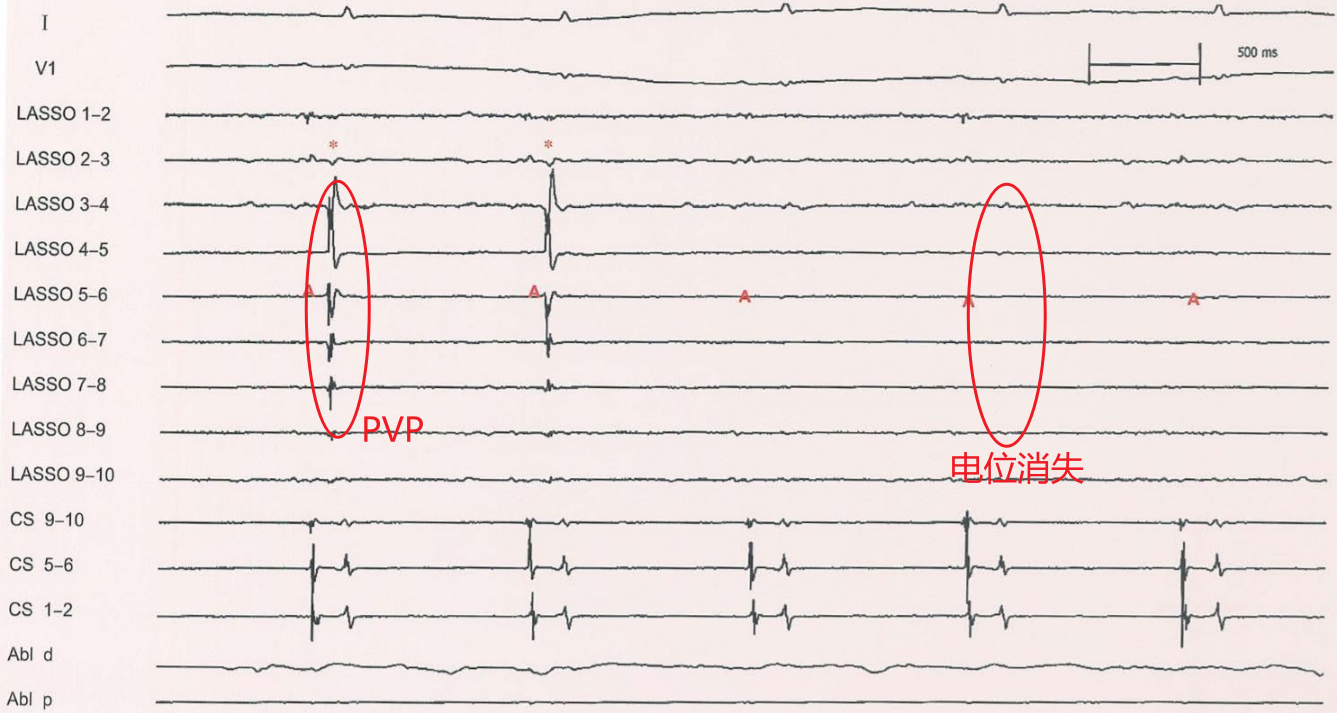 I
V1
500 ms
LASSO 1–2
LASSO 2–3
* *
LASSO 3–4
LASSO 4–5
LASSO 5–6
A A A A A
LASSO 6–7
LASSO 7–8
LASSO 8–9
PVP
LASSO 9–10
电位消失
CS 9–10
CS 5–6
CS 1–2
Abl d
Abl p